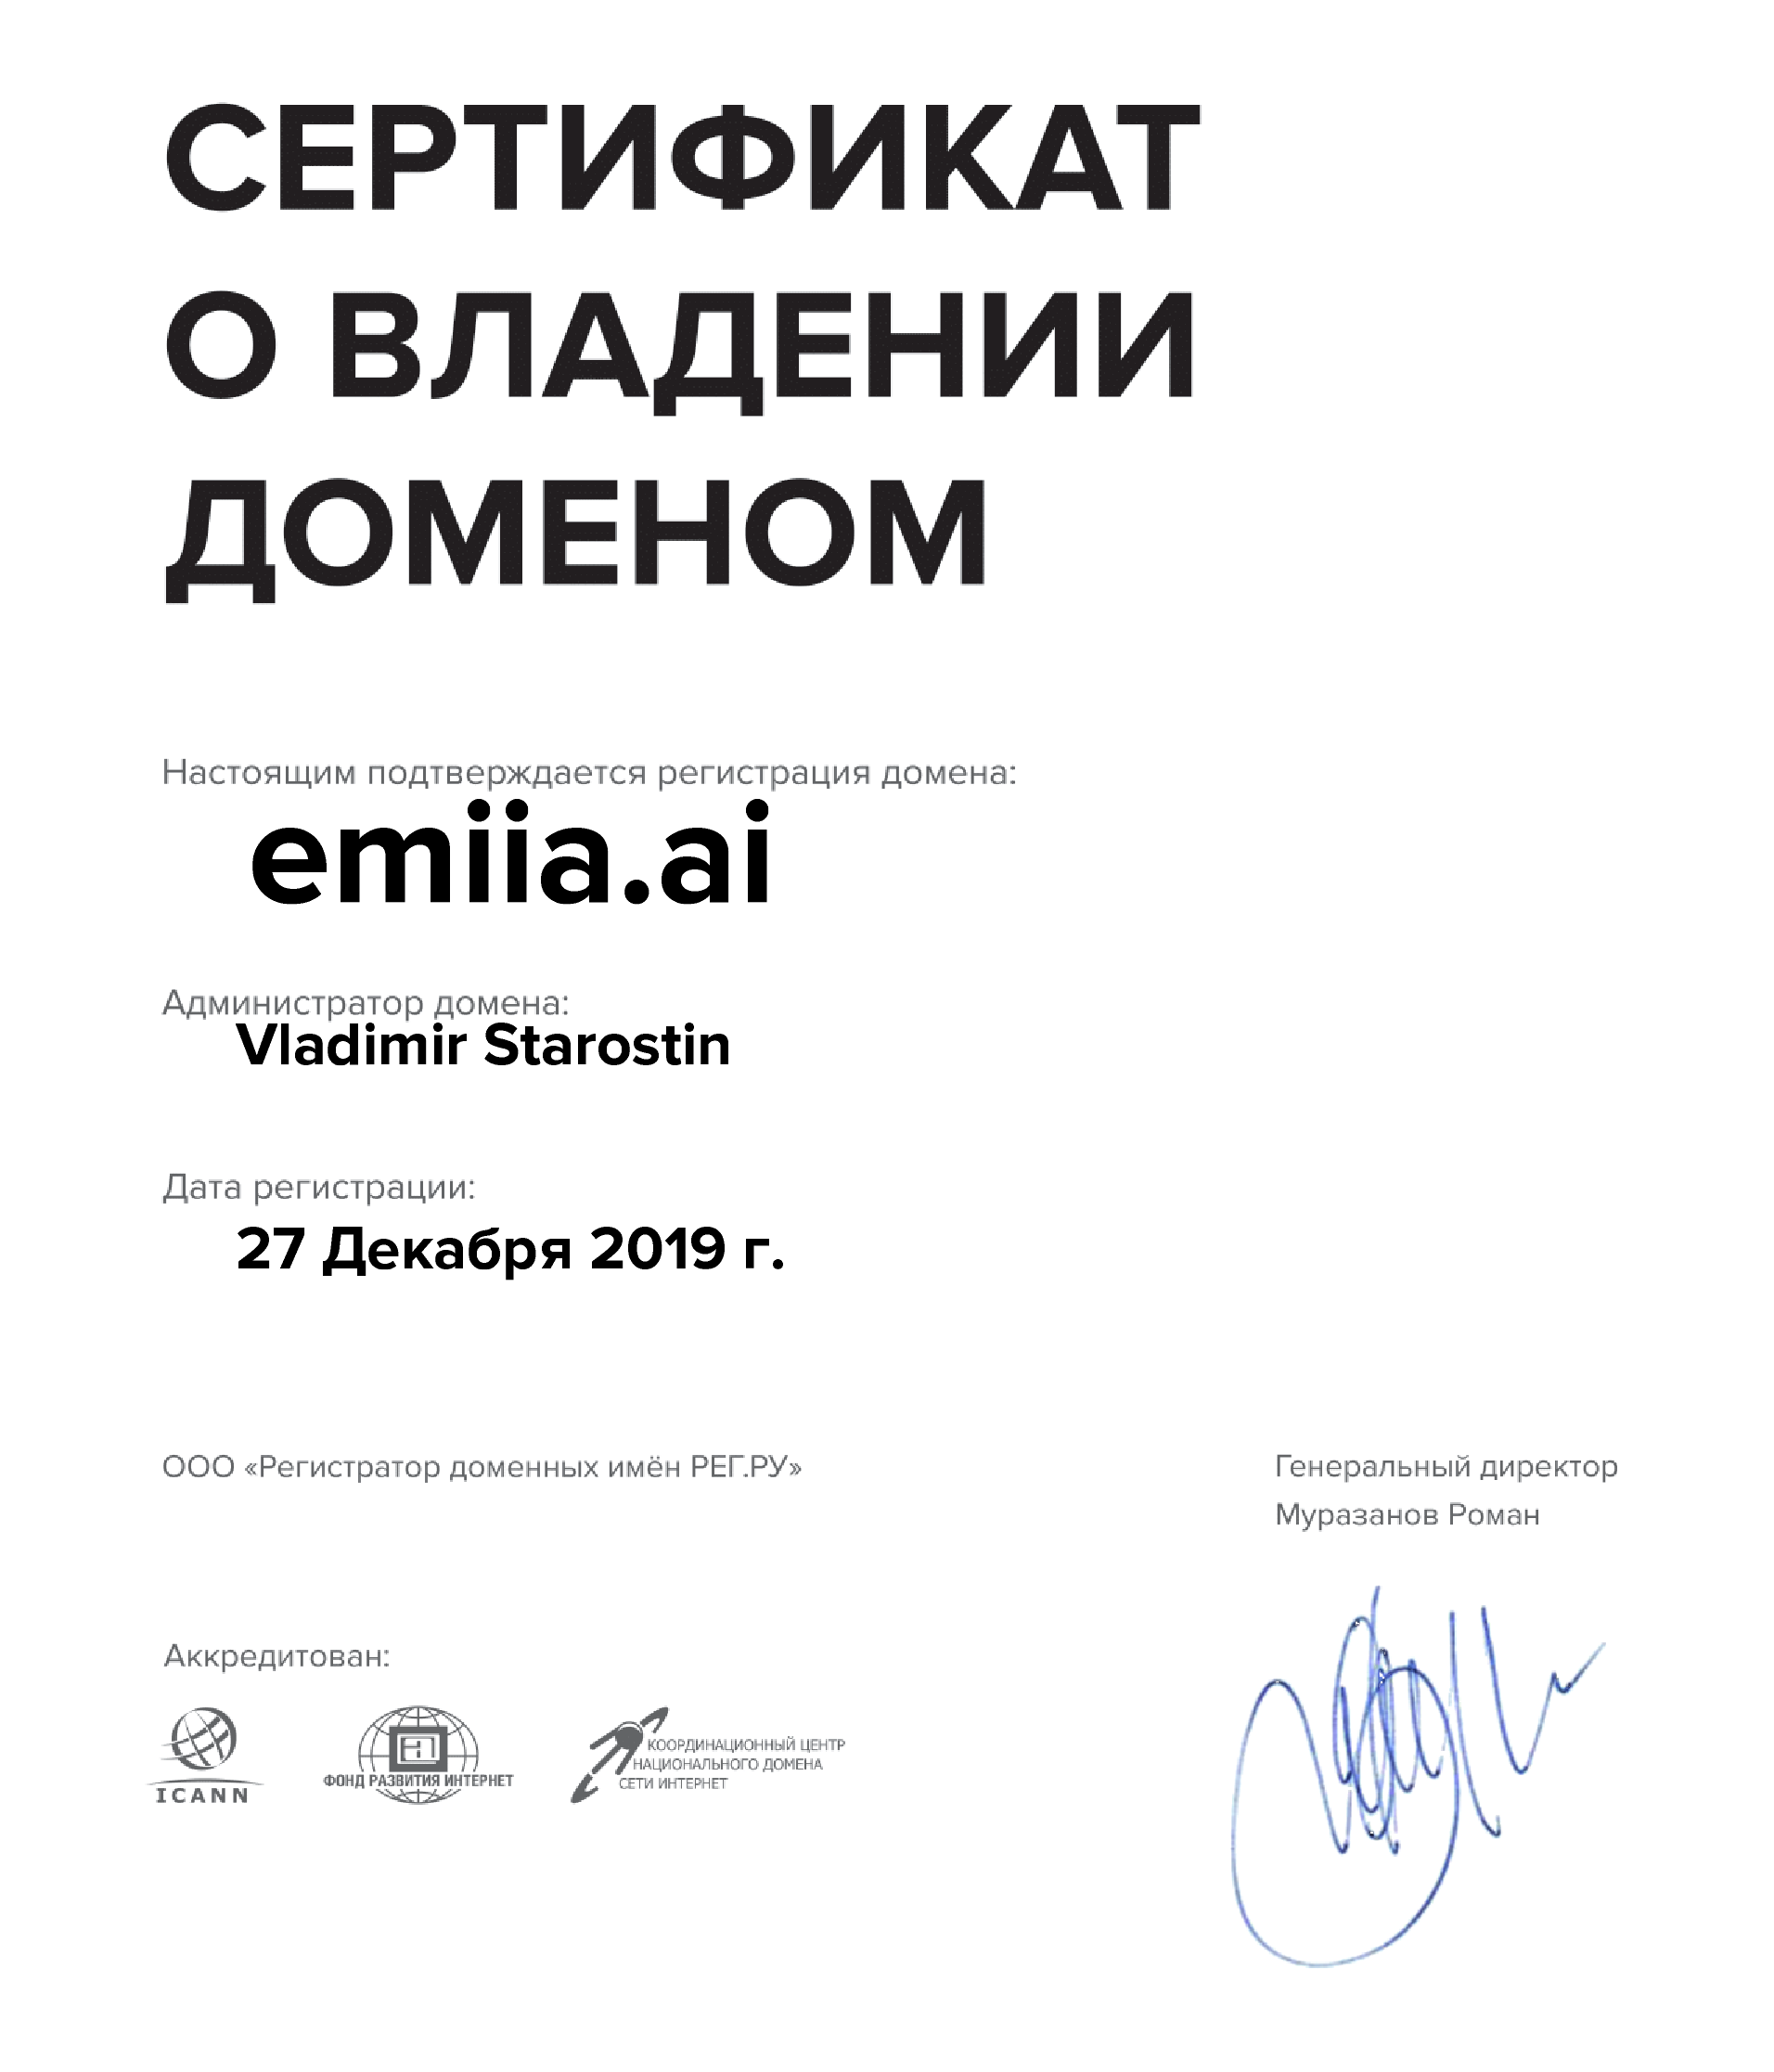 СЕРТИФИКАТ
О ВЛАДЕНИИ
ДОМЕНОМ
Настоящим подтверждается регистрация домена:
emiia.ai
Администратор домена:
Vladimir Starostin
Дата регистрации:
27 Декабря 2019 г.
ООО «Регистратор доменных имён РЕГ.РУ»
Генеральный директор
Муразанов Роман
Аккредитован:
ICANN
ФОНД РАЗВИТИЯ ИНТЕРНЕТ
КООРДИНАЦИОННЫЙ ЦЕНТР
НАЦИОНАЛЬНОГО ДОМЕНА
СЕТИ ИНТЕРНЕТ